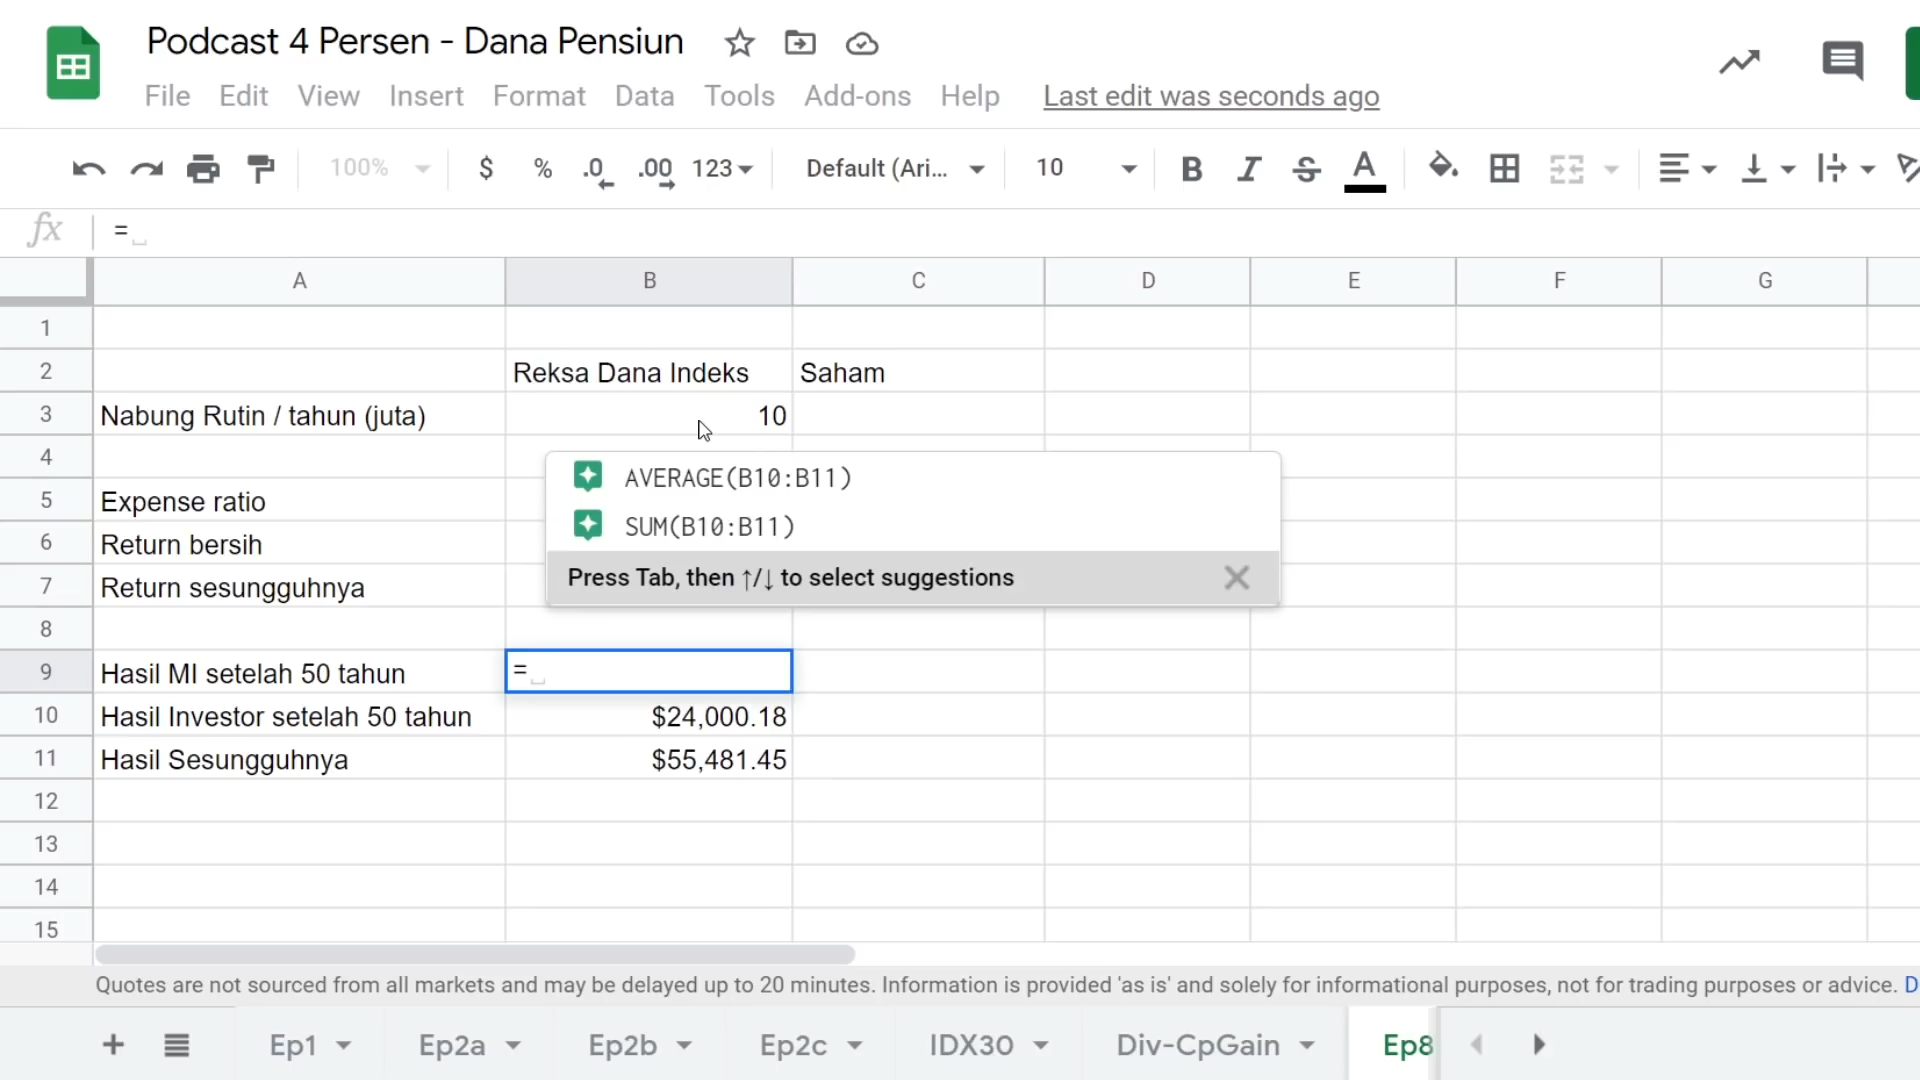 Podcast 4 Persen - Dana Pensiun
File Edit View Insert Format Data Tools Add-ons Help Last edit was seconds ago
100% $ % .0 .00 123 Default (Ari... 10 B I S A
fx =
A B C D E F G
1
2 Reksa Dana Indeks Saham
3 Nabung Rutin / tahun (juta) 10
4
AVERAGE(B10:B11)
5 Expense ratio
SUM(B10:B11)
6 Return bersih
Press Tab, then ↑/↓ to select suggestions
7 Return sesungguhnya
8
9 Hasil MI setelah 50 tahun =
10 Hasil Investor setelah 50 tahun $24,000.18
11 Hasil Sesungguhnya $55,481.45
12
13
14
15
Quotes are not sourced from all markets and may be delayed up to 20 minutes. Information is provided 'as is' and solely for informational purposes, not for trading purposes or advice. D
+ Ep1 Ep2a Ep2b Ep2c IDX30 Div-CpGain Ep8